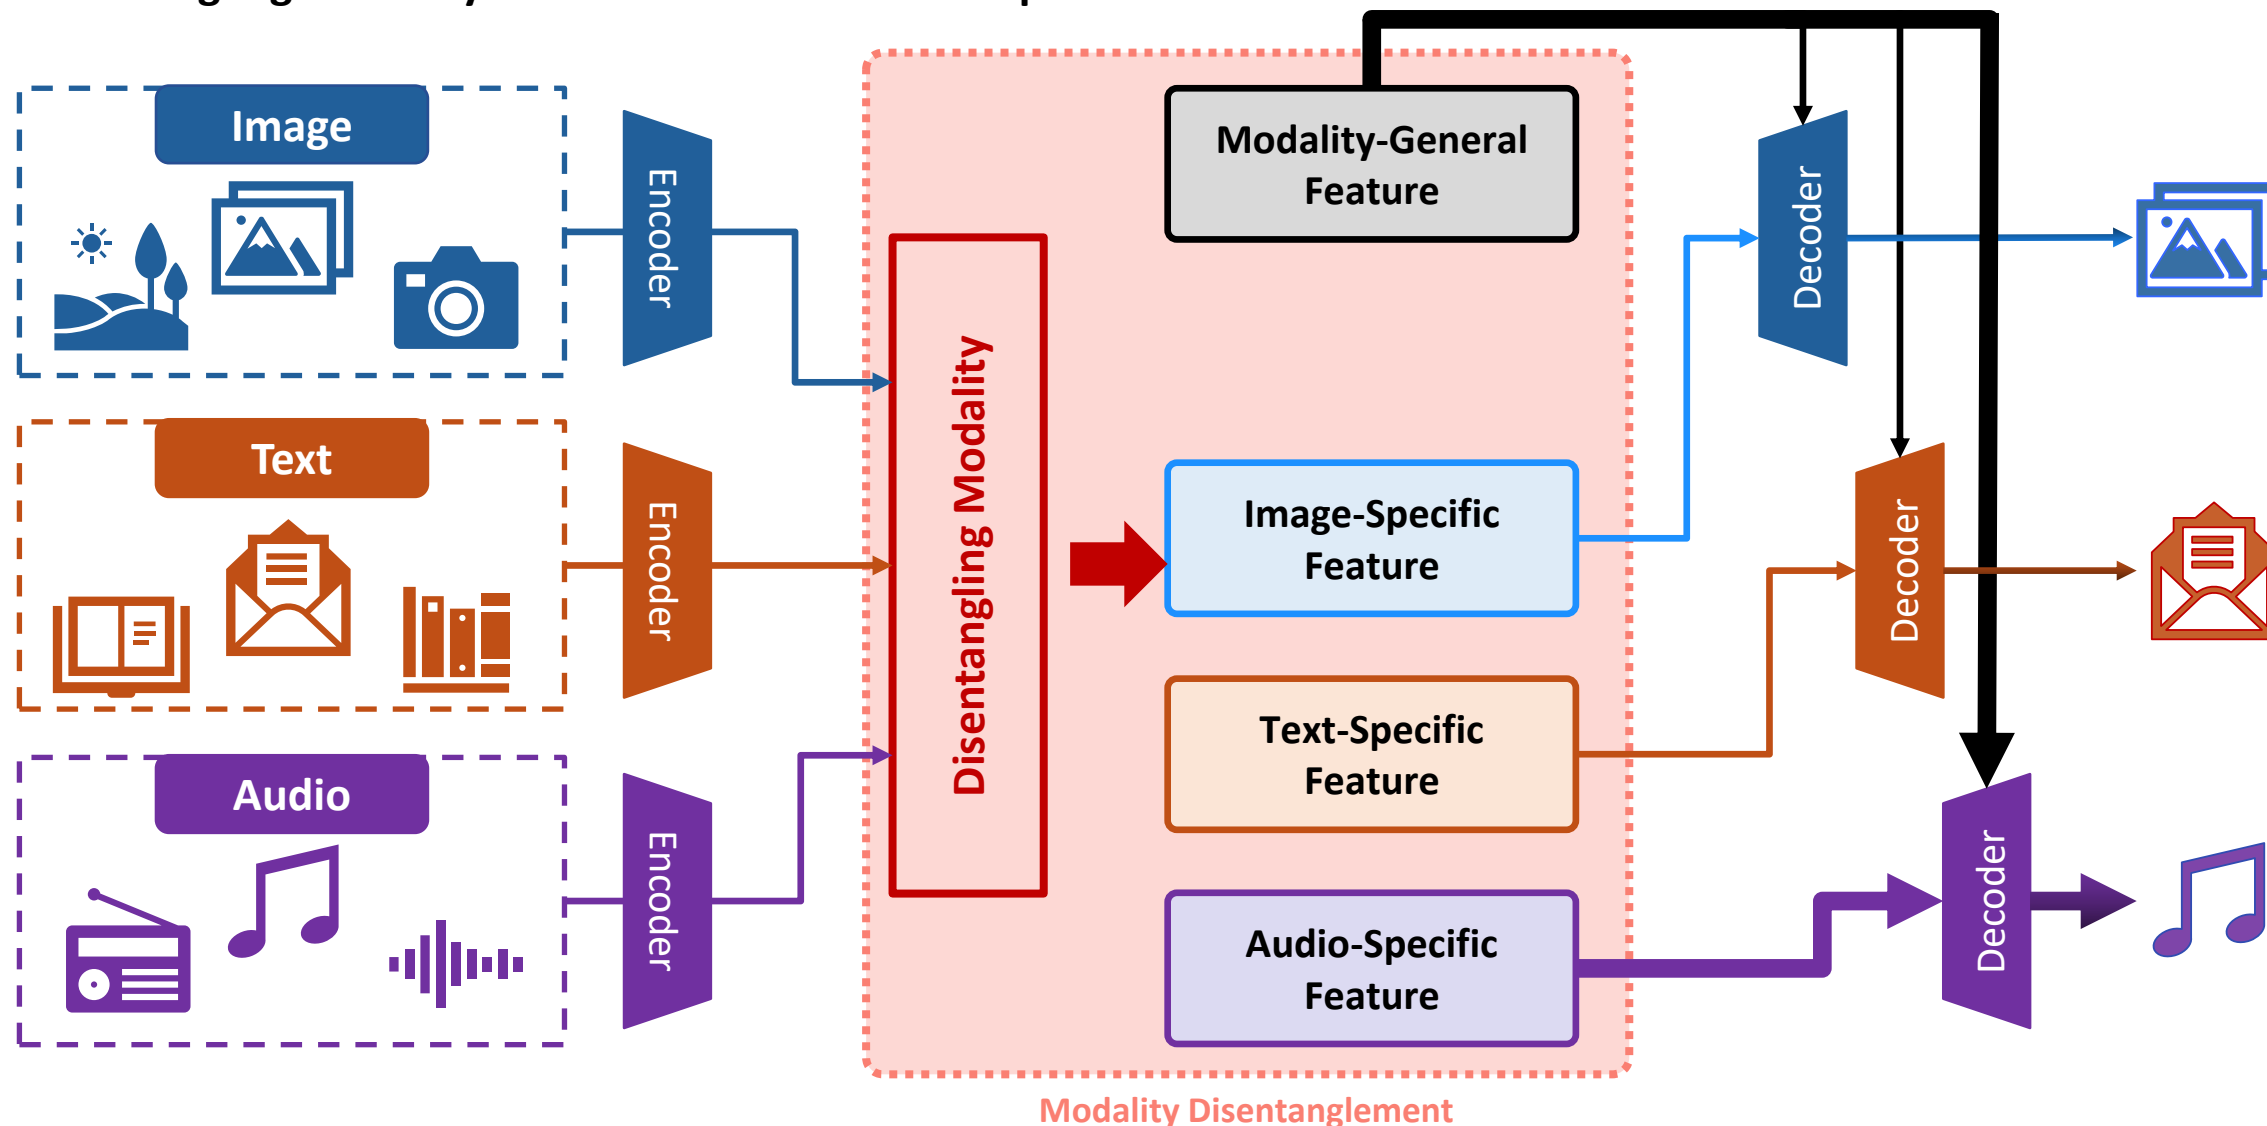 Image
Encoder
Text
Encoder
Audio
Encoder
Disentangling Modality
Modality-General
Feature
Image-Specific
Feature
Text-Specific
Feature
Audio-Specific
Feature
Decoder
Decoder
Decoder
Modality Disentanglement